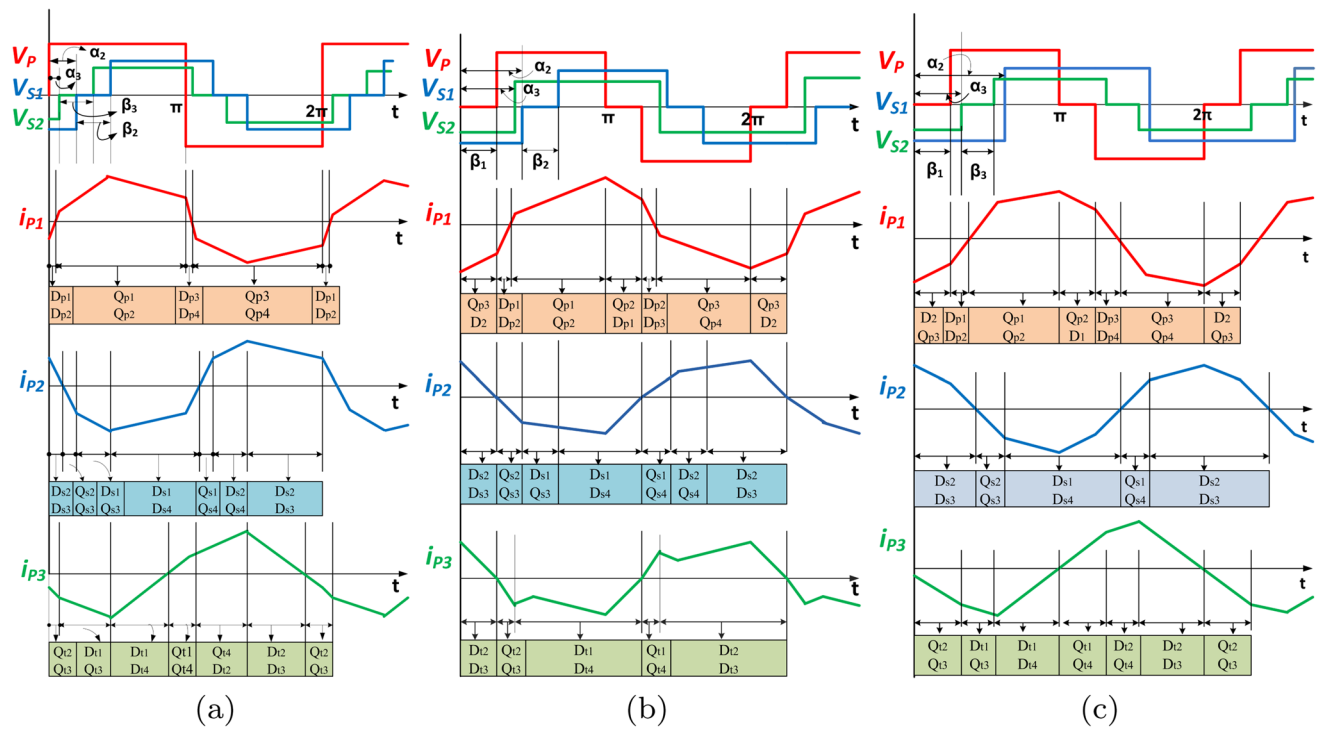 V_P α₂
α₃
V_S1 π 2π t
β₃
V_S2 β₂
i_P1 t
Dp1 Qp1 Dp3 Qp3 Dp1
Dp2 Qp2 Dp4 Qp4 Dp2
i_P2 t
Ds2 Qs2 Ds1 Ds1 Qs1 Ds2 Ds2
Ds3 Qs3 Qs3 Ds4 Qs4 Qs4 Ds3
i_P3 t
Qt2 Dt1 Dt1 Qt1 Qt4 Dt2 Qt2
Qt3 Qt3 Dt4 Qt4 Dt2 Dt3 Qt3
(a)
V_P α₂
α₃
V_S1
V_S2 π 2π t
β₁ β₂
i_P1 t
Qp3 Dp1 Qp1 Qp2 Dp2 Qp3 Qp3
D2 Dp2 Qp2 Dp1 Dp3 Qp4 D2
i_P2 t
Ds2 Qs2 Ds1 Ds1 Qs1 Ds2 Ds2
Ds3 Qs3 Qs3 Ds4 Qs4 Qs4 Ds3
i_P3 t
Dt2 Qt2 Dt1 Qt1 Dt2
Dt3 Qt3 Dt4 Qt4 Dt3
(b)
V_P α₂
α₃
V_S1 π 2π t
V_S2
β₁ β₃
i_P1 t
D2 Dp1 Qp1 Qp2 Dp3 Qp3 D2
Qp3 Dp2 Qp2 D1 Dp4 Qp4 Qp3
i_P2 t
Ds2 Qs2 Ds1 Qs1 Ds2
Ds3 Qs3 Ds4 Qs4 Ds3
i_P3 t
Qt2 Dt1 Dt1 Qt1 Dt2 Dt2 Qt2
Qt3 Qt3 Dt4 Qt4 Qt4 Dt3 Qt3
(c)